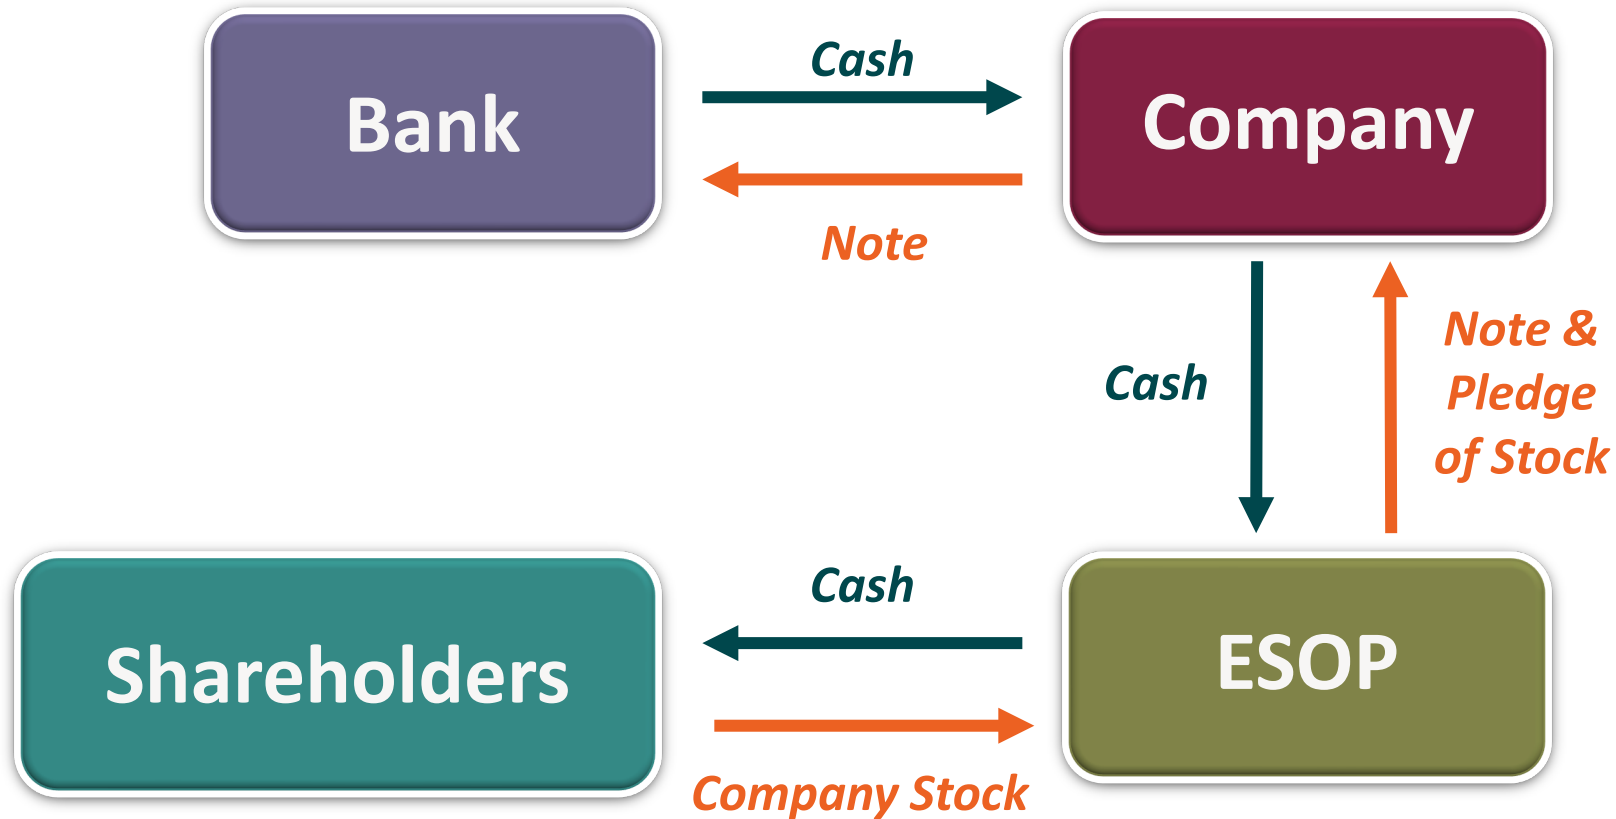 Bank
Cash
Company
Note
Cash
Note &
Pledge
of Stock
Shareholders
Cash
ESOP
Company Stock